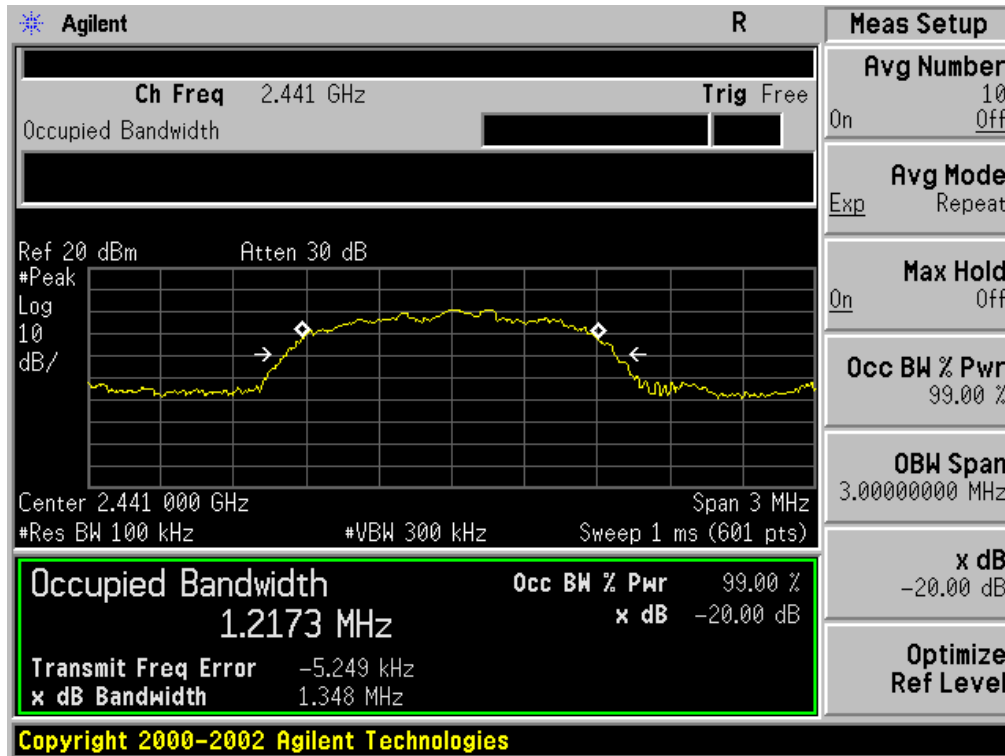 Agilent R
Ch Freq 2.441 GHz Trig Free
Occupied Bandwidth
Ref 20 dBm Atten 30 dB
#Peak
Log
10
dB/
Center 2.441 000 GHz Span 3 MHz
#Res BW 100 kHz #VBW 300 kHz Sweep 1 ms (601 pts)
Occupied Bandwidth
1.2173 MHz
Occ BW % Pwr 99.00 %
x dB -20.00 dB
Transmit Freq Error -5.249 kHz
x dB Bandwidth 1.348 MHz
Meas Setup
Avg Number
10
On Off
Avg Mode
Exp Repeat
Max Hold
On Off
Occ BW % Pwr
99.00 %
OBW Span
3.00000000 MHz
x dB
-20.00 dB
Optimize
Ref Level
Copyright 2000-2002 Agilent Technologies